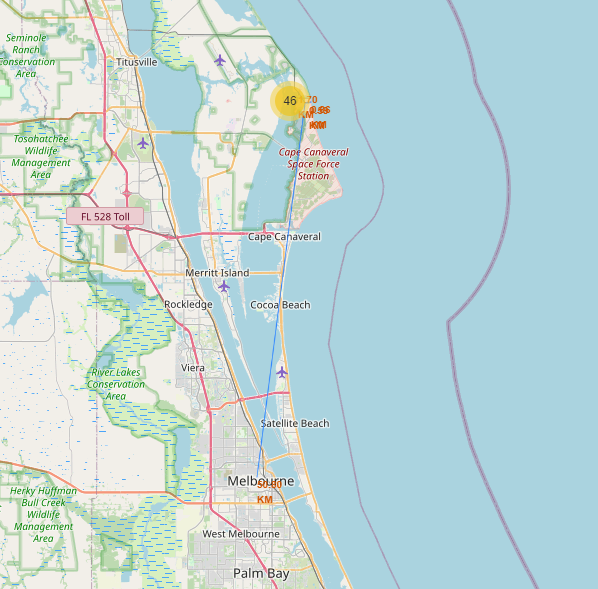 Seminole
Ranch
Conservation
Area
Titusville
46
KM
KM
Tosohatchee
Wildlife
Management
Area
Cape Canaveral
Space Force
Station
FL 528 Toll
Cape Canaveral
Merritt Island
Rockledge
Cocoa Beach
Viera
River Lakes
Conservation
Area
Satellite Beach
Melbourne
KM
Herky Huffman
Bull Creek
Wildlife
Management
Area
West Melbourne
Palm Bay